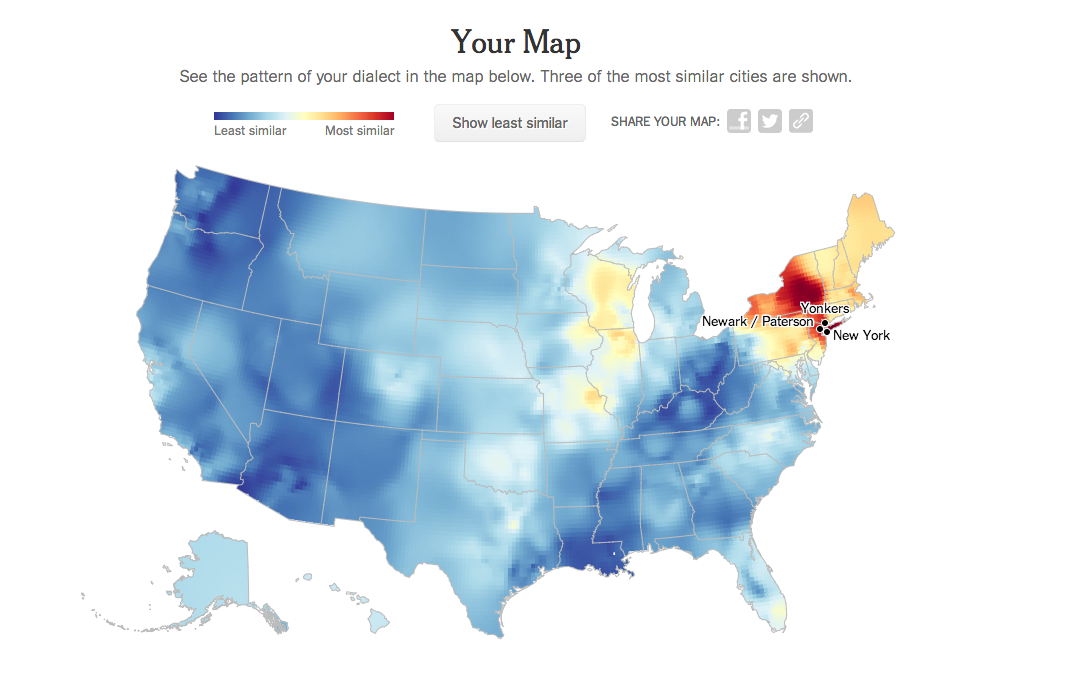 Your Map
See the pattern of your dialect in the map below. Three of the most similar cities are shown.
Least similar
Most similar
Show least similar
SHARE YOUR MAP:
Yonkers
Newark / Paterson
New York